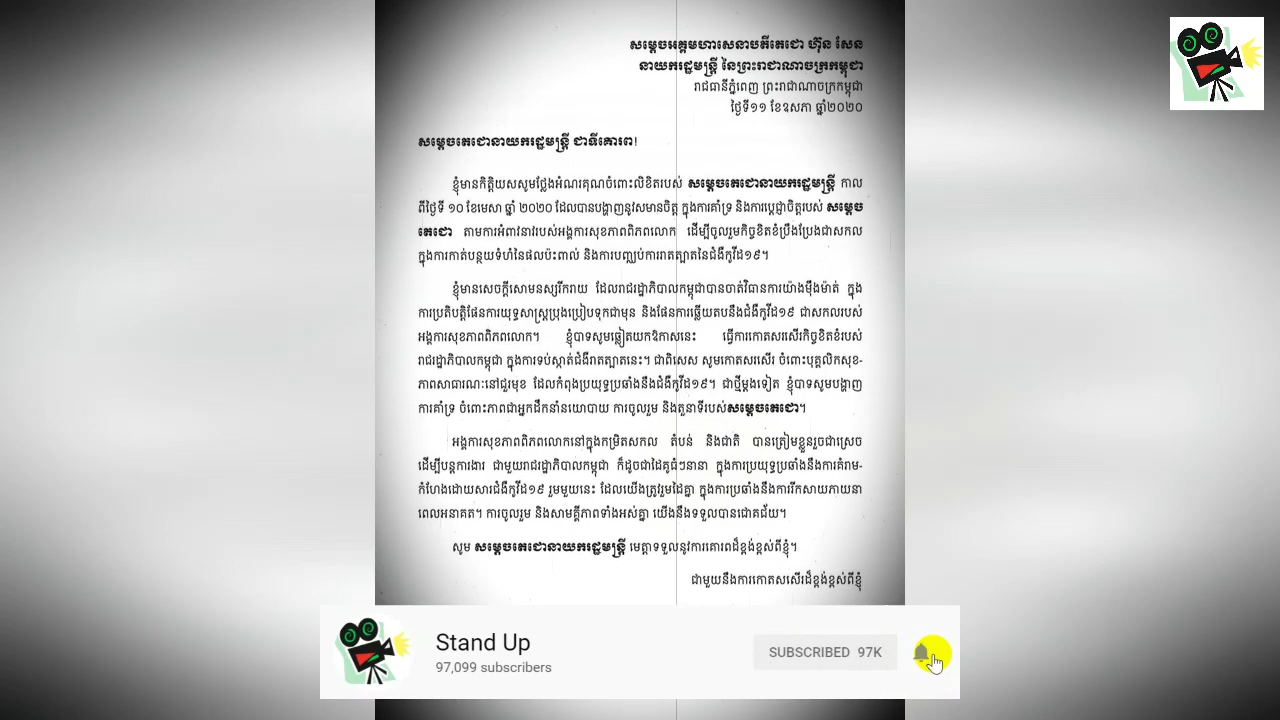 សម្តេចអគ្គមហាសេនាបតីតេជោ ហ៊ុន សែន
នាយករដ្ឋមន្ត្រី នៃព្រះរាជាណាចក្រកម្ពុជា
រាជធានីភ្នំពេញ ព្រះរាជាណាចក្រកម្ពុជា
ថ្ងៃទី១១ ខែឧសភា ឆ្នាំ២០២០
សម្តេចតេជោនាយករដ្ឋមន្ត្រី ជាទីគោរព!
ខ្ញុំមានកិត្តិយសសូមថ្លែងអំណរគុណចំពោះលិខិតរបស់ សម្តេចតេជោនាយករដ្ឋមន្ត្រី កាល
ពីថ្ងៃទី ១០ ខែមេសា ឆ្នាំ ២០២០ ដែលបានបង្ហាញនូវសមានចិត្ត ក្នុងការគាំទ្រ និងការប្តេជ្ញាចិត្តរបស់ សម្តេច
តេជោ តាមការអំពាវនាវរបស់អង្គការសុខភាពពិភពលោក ដើម្បីចូលរួមកិច្ចខិតខំប្រឹងប្រែងជាសកល
ក្នុងការកាត់បន្ថយទំហំនៃផលប៉ះពាល់ និងការបញ្ឈប់ការរាតត្បាតនៃជំងឺកូវីដ១៩។
ខ្ញុំមានសេចក្តីសោមនស្សរីករាយ ដែលរាជរដ្ឋាភិបាលកម្ពុជាបានចាត់វិធានការយ៉ាងម៉ឺងម៉ាត់ ក្នុង
ការប្រតិបត្តិផែនការយុទ្ធសាស្ត្រប្រុងប្រៀបទុកជាមុន និងផែនការឆ្លើយតបនឹងជំងឺកូវីដ១៩ ជាសកលរបស់
អង្គការសុខភាពពិភពលោក។ ខ្ញុំបាទសូមឆ្លៀតយកឱកាសនេះ ធ្វើការកោតសរសើរកិច្ចខិតខំរបស់
រាជរដ្ឋាភិបាលកម្ពុជា ក្នុងការទប់ស្កាត់ជំងឺរាតត្បាតនេះ។ ជាពិសេស សូមកោតសរសើរ ចំពោះបុគ្គលិកសុខ-
ភាពសាធារណៈនៅជួរមុខ ដែលកំពុងប្រយុទ្ធប្រឆាំងនឹងជំងឺកូវីដ១៩។ ជាថ្មីម្តងទៀត ខ្ញុំបាទសូមបង្ហាញ
ការគាំទ្រ ចំពោះភាពជាអ្នកដឹកនាំនយោបាយ ការចូលរួម និងតួនាទីរបស់សម្តេចតេជោ។
អង្គការសុខភាពពិភពលោកនៅក្នុងកម្រិតសកល តំបន់ និងជាតិ បានត្រៀមខ្លួនរួចជាស្រេច
ដើម្បីបន្តការងារ ជាមួយរាជរដ្ឋាភិបាលកម្ពុជា ក៏ដូចជាដៃគូធំៗនានា ក្នុងការប្រយុទ្ធប្រឆាំងនឹងការគំរាម-
កំហែងដោយសារជំងឺកូវីដ១៩ រួមមួយនេះ ដែលយើងត្រូវរួមដៃគ្នា ក្នុងការប្រឆាំងនឹងការរីកសាយភាយនា
ពេលអនាគត។ ការចូលរួម និងសាមគ្គីភាពទាំងអស់គ្នា យើងនឹងទទួលបានជោគជ័យ។
សូម សម្តេចតេជោនាយករដ្ឋមន្ត្រី មេត្តាទទួលនូវការគោរពដ៏ខ្ពង់ខ្ពស់ពីខ្ញុំ។
ជាមួយនឹងការកោតសសើរដ៏ខ្ពង់ខ្ពស់ពីខ្ញុំ
Stand Up
97,099 subscribers
SUBSCRIBED 97K